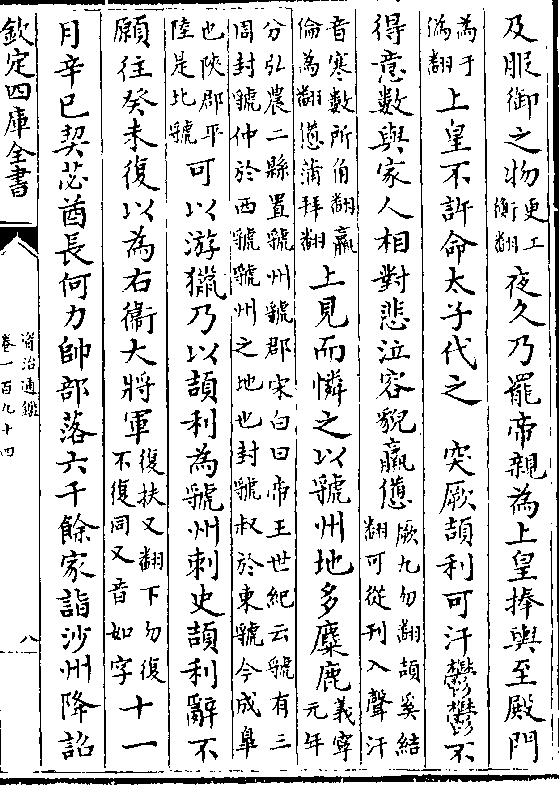 及服御之物更工衡翻夜久乃罷帝親為上皇捧輿至殿門
為于偽翻上皇不許命太子代之　突厥頡利可汗鬱鬱不
得意數與家人相對悲泣容貌羸憊厥九勿翻頡奚結翻可從刊入聲汗
音寒數所伯翻羸倫為翻憊蒲拜翻上見而憐之以虢州地多麋鹿義寧元年
分弘農二縣置虢州虢郡宋白曰帝王世紀云虢有三
周封虢仲於西虢虢州之地也封虢叔於東虢今成臯
也陝郡平陸是北虢可以游獵乃以頡利為虢州刺史頡利辭不
願往癸未復以為右衛大將軍復扶又翻下勿復不復同又音如字十一
月辛巳契苾酋長何力帥部落六千餘家詣沙州降詔
欽定四庫全書
資治通鑑
卷一百九十四
八